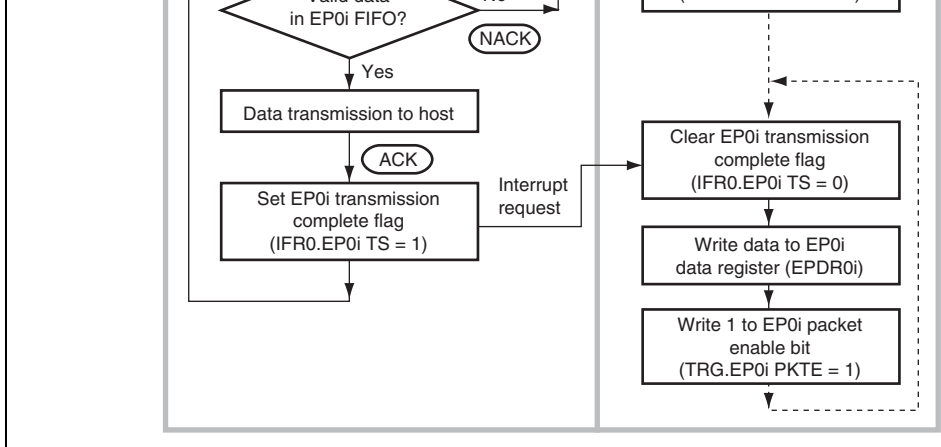 Valid data
in EP0i FIFO?
No
NACK
Yes
Data transmission to host
ACK
Set EP0i transmission
complete flag
(IFR0.EP0i TS = 1)
Interrupt
request
Clear EP0i transmission
complete flag
(IFR0.EP0i TS = 0)
Write data to EP0i
data register (EPDR0i)
Write 1 to EP0i packet
enable bit
(TRG.EP0i PKTE = 1)